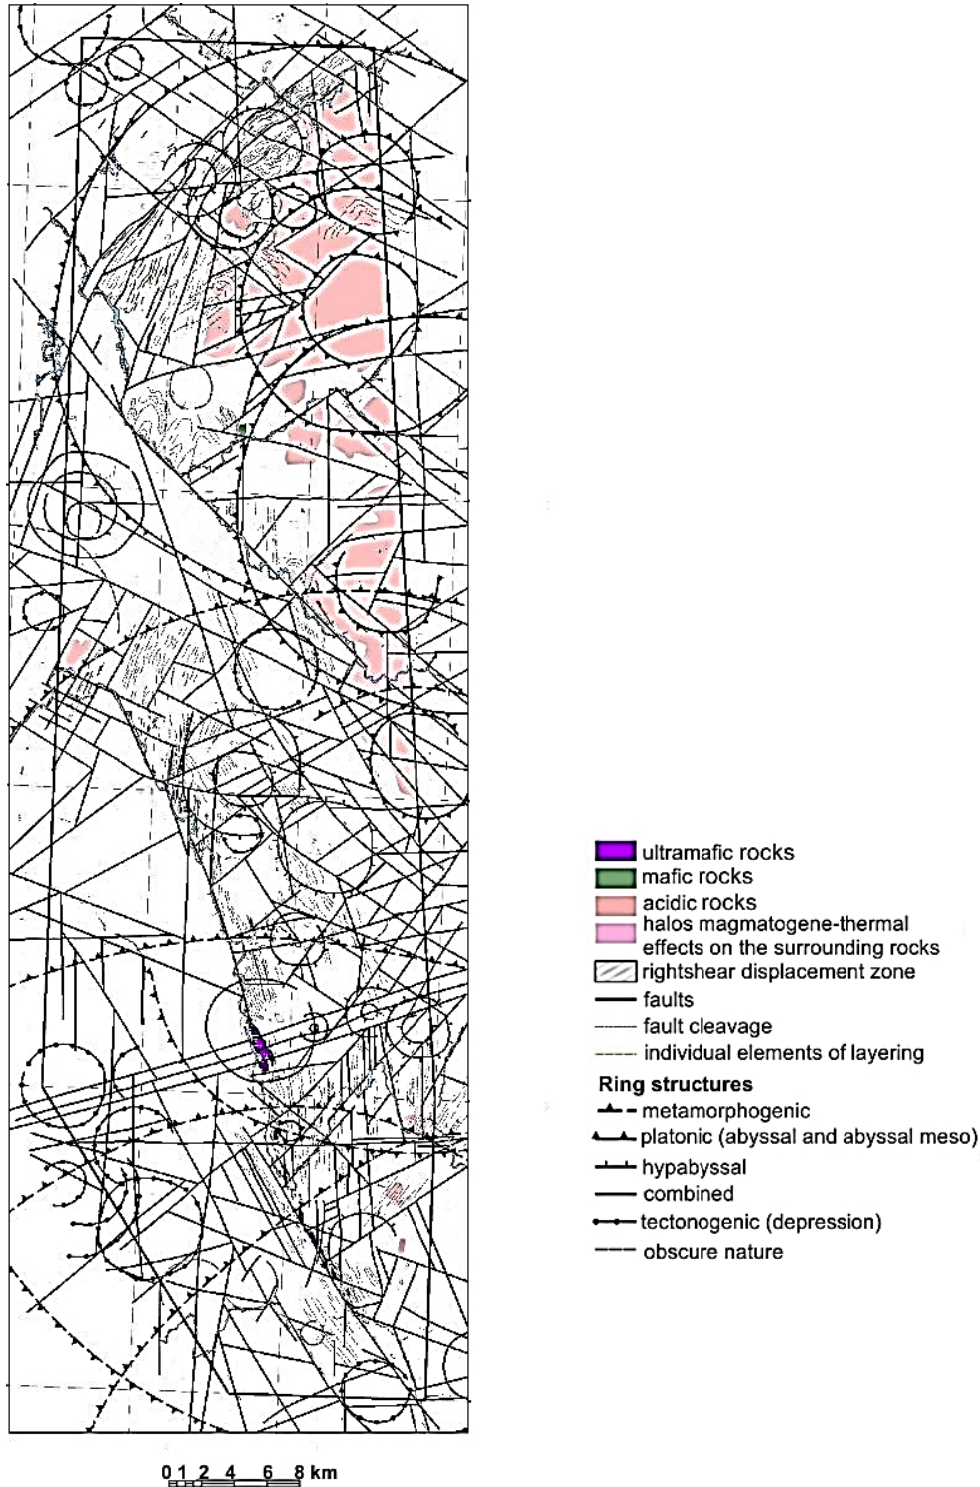 ultramafic rocks
mafic rocks
acidic rocks
halos magmatogene-thermal
effects on the surrounding rocks
rightshear displacement zone
faults
fault cleavage
individual elements of layering
Ring structures
metamorphogenic
platonic (abyssal and abyssal meso)
hypabyssal
combined
tectonogenic (depression)
obscure nature
0 1 2 4 6 8 km